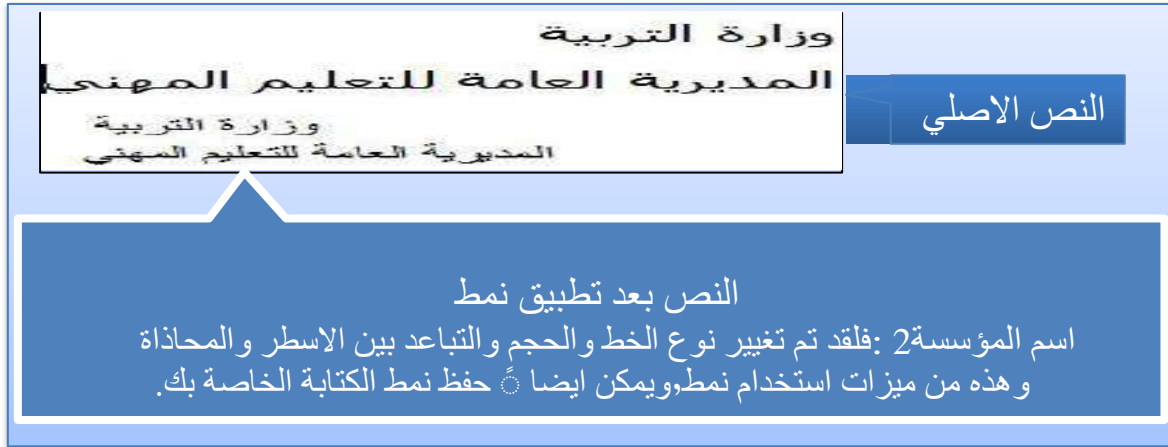 وزارة التربية
المديرية العامة للتعليم المهني
وزارة التربية
المديرية العامة للتعليم المهني
النص الاصلي
النص بعد تطبيق نمط
اسم المؤسسة2 :فلقد تم تغيير نوع الخط والحجم والتباعد بين الاسطر والمحاذاة
وهذه من ميزات استخدام نمط,ويمكن ايضا ً حفظ نمط الكتابة الخاصة بك.